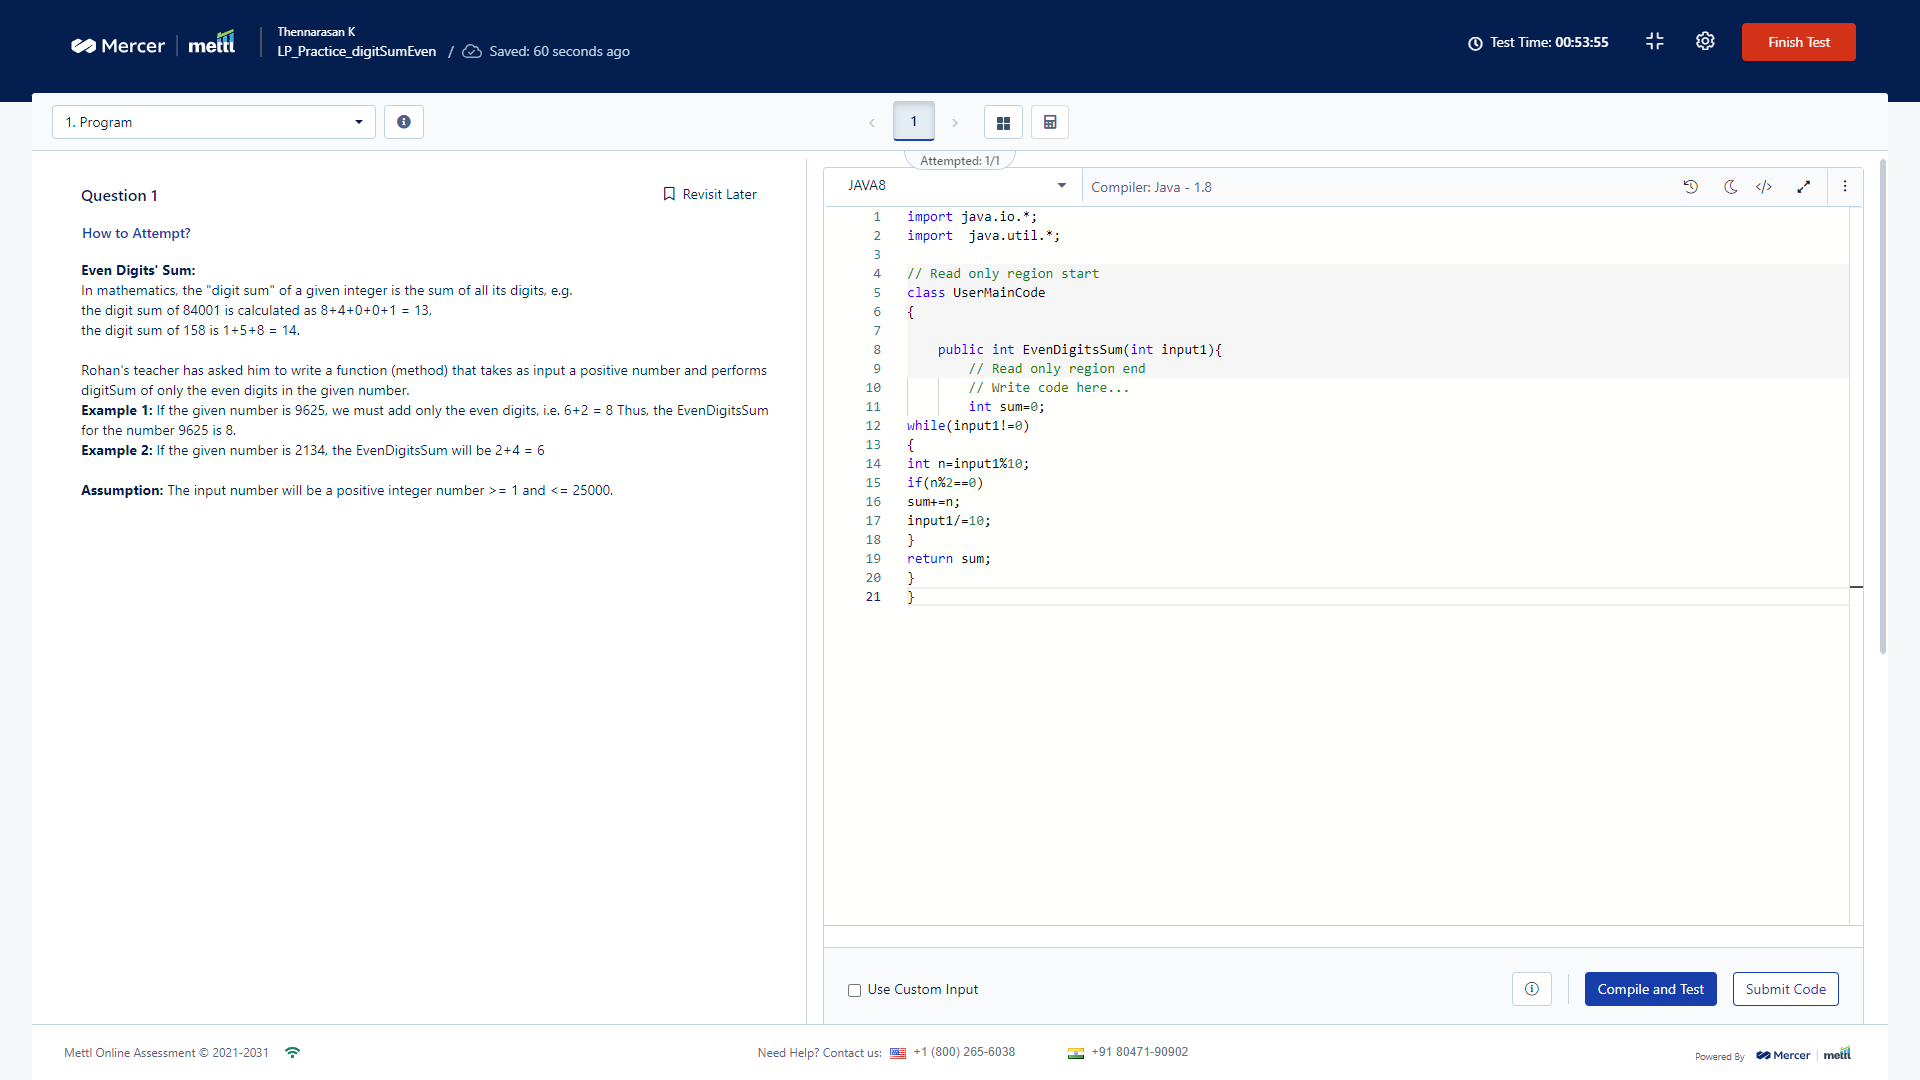 Mercer mettl
Thennarasan K
LP_Practice_digitSumEven / Saved: 60 seconds ago
Test Time: 00:53:55
Finish Test
1. Program
1
Attempted: 1/1
Question 1
Revisit Later
How to Attempt?
Even Digits' Sum:
In mathematics, the "digit sum" of a given integer is the sum of all its digits, e.g.
the digit sum of 84001 is calculated as 8+4+0+0+1 = 13,
the digit sum of 158 is 1+5+8 = 14.
Rohan's teacher has asked him to write a function (method) that takes as input a positive number and performs
digitSum of only the even digits in the given number.
Example 1: If the given number is 9625, we must add only the even digits, i.e. 6+2 = 8 Thus, the EvenDigitsSum
for the number 9625 is 8.
Example 2: If the given number is 2134, the EvenDigitsSum will be 2+4 = 6
Assumption: The input number will be a positive integer number >= 1 and <= 25000.
JAVA8
Compiler: Java - 1.8
1 import java.io.*;
2 import  java.util.*;
3
4 // Read only region start
5 class UserMainCode
6 {
7
8     public int EvenDigitsSum(int input1){
9         // Read only region end
10         // Write code here...
11         int sum=0;
12 while(input1!=0)
13 {
14 int n=input1%10;
15 if(n%2==0)
16 sum+=n;
17 input1/=10;
18 }
19 return sum;
20 }
21 }
Use Custom Input
Compile and Test
Submit Code
Mettl Online Assessment © 2021-2031
Need Help? Contact us: +1 (800) 265-6038
+91 80471-90902
Powered By Mercer mettl